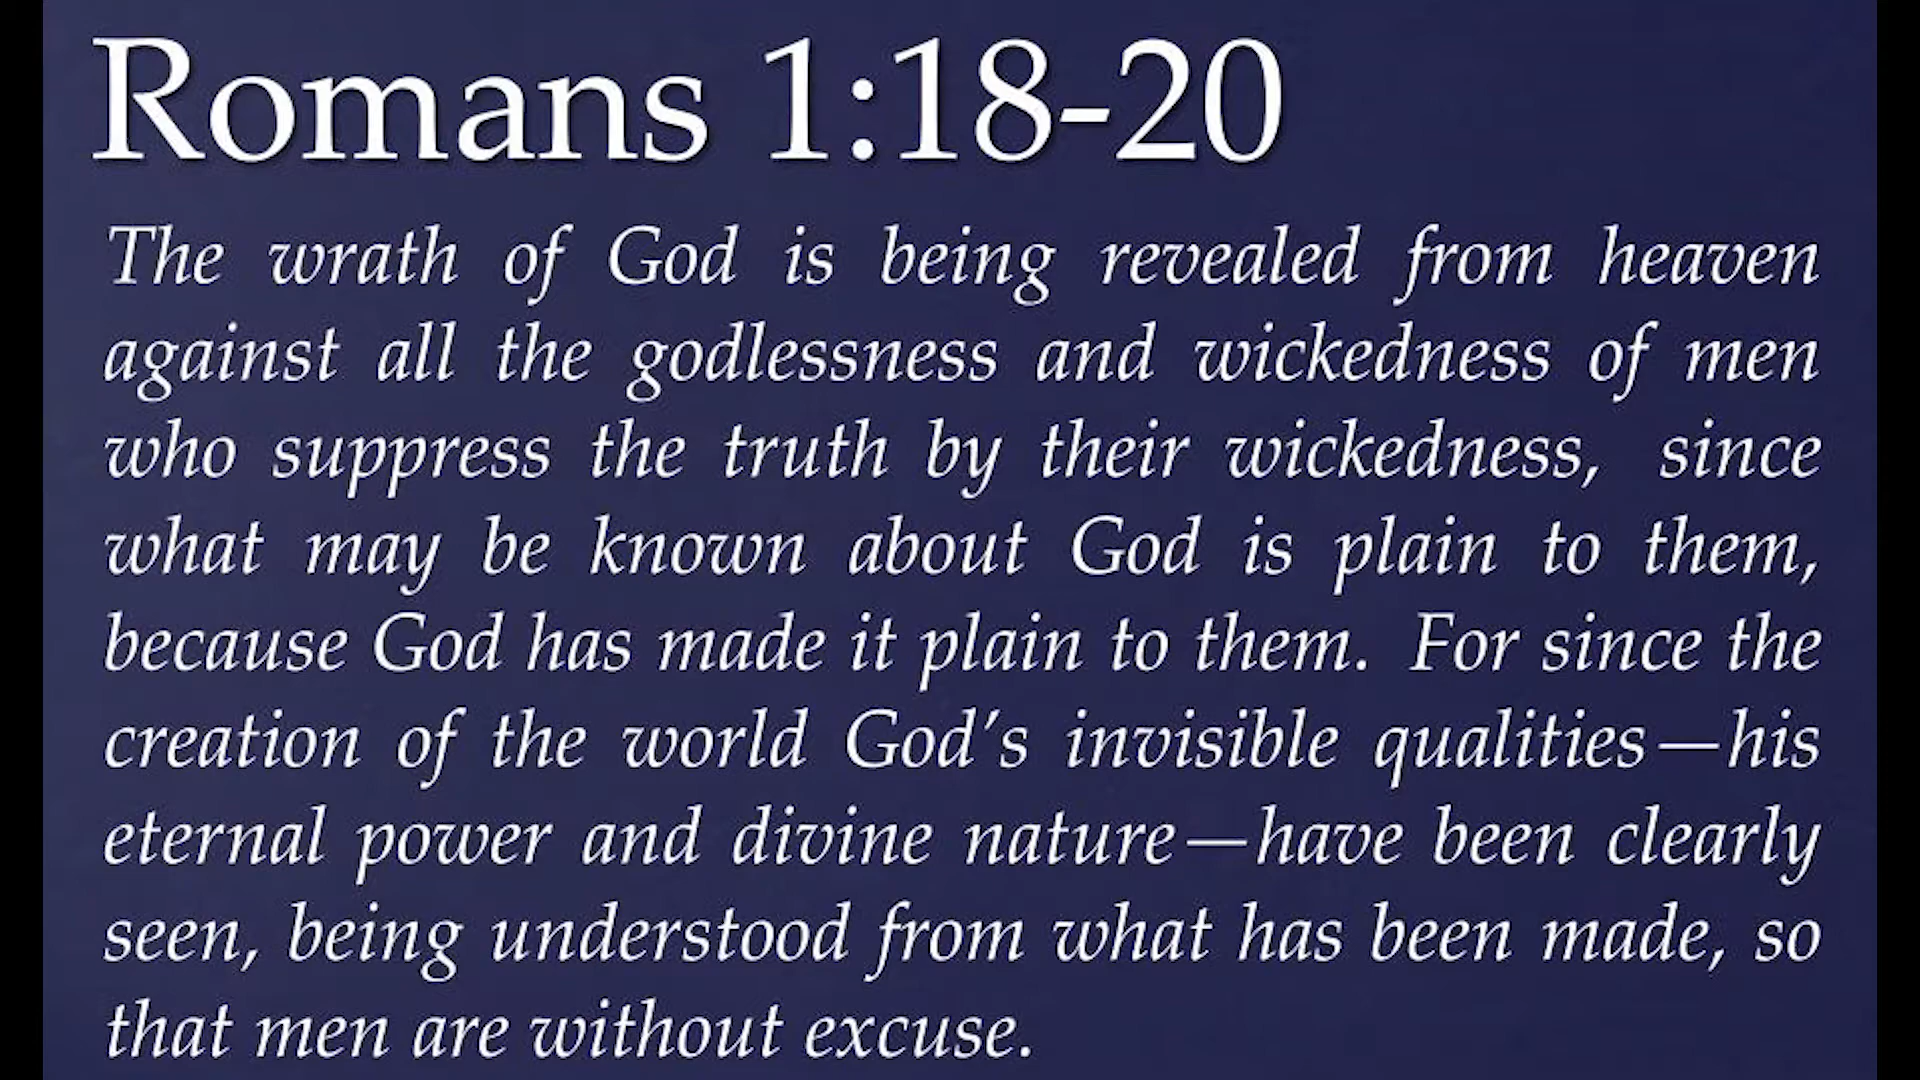 Romans 1:18-20
The wrath of God is being revealed from heaven
against all the godlessness and wickedness of men
who suppress the truth by their wickedness, since
what may be known about God is plain to them,
because God has made it plain to them. For since the
creation of the world God's invisible qualities—his
eternal power and divine nature—have been clearly
seen, being understood from what has been made, so
that men are without excuse.